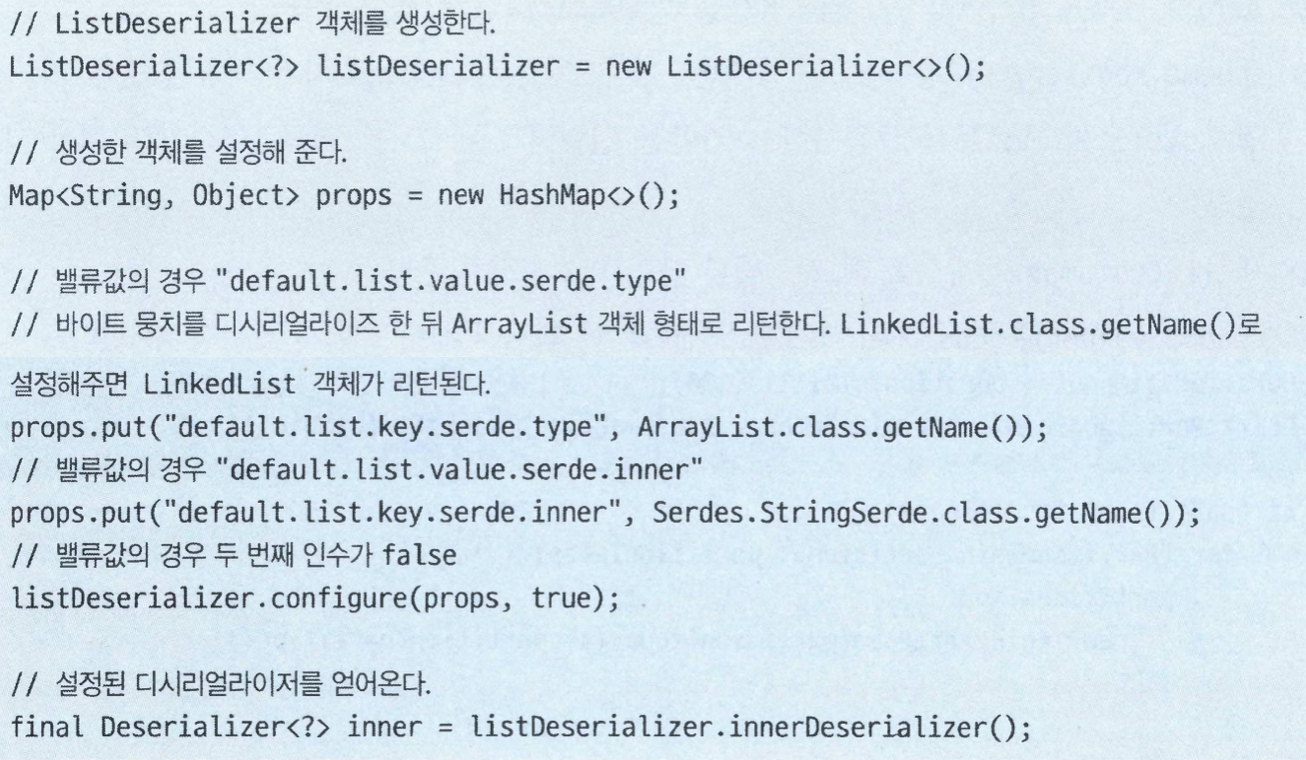 // ListDeserializer 객체를 생성한다.
ListDeserializer<?> listDeserializer = new ListDeserializer<>();
// 생성한 객체를 설정해 준다.
Map<String, Object> props = new HashMap<>();
// 밸류값의 경우 "default.list.value.serde.type"
// 바이트 뭉치를 디시리얼라이즈 한 뒤 ArrayList 객체 형태로 리턴한다. LinkedList.class.getName()로
설정해주면 LinkedList 객체가 리턴된다.
props.put("default.list.key.serde.type", ArrayList.class.getName());
// 밸류값의 경우 "default.list.value.serde.inner"
props.put("default.list.key.serde.inner", Serdes.StringSerde.class.getName());
// 밸류값의 경우 두 번째 인수가 false
listDeserializer.configure(props, true);
// 설정된 디시리얼라이저를 얻어온다.
final Deserializer<?> inner = listDeserializer.innerDeserializer();